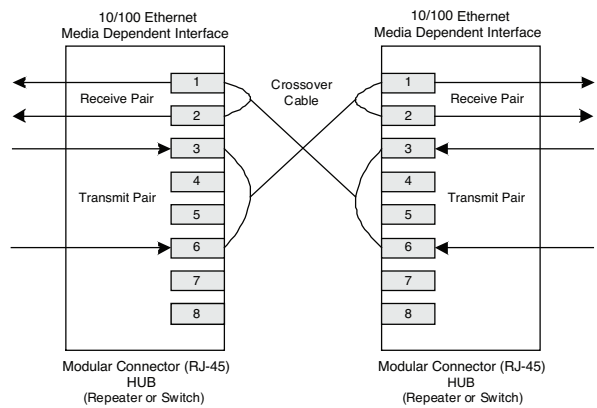 10/100 Ethernet
Media Dependent Interface
10/100 Ethernet
Media Dependent Interface
Crossover
Cable
1
Receive Pair
2
3
4
Transmit Pair
5
6
7
8
1
Receive Pair
2
3
4
Transmit Pair
5
6
7
8
Modular Connector (RJ-45)
HUB
(Repeater or Switch)
Modular Connector (RJ-45)
HUB
(Repeater or Switch)